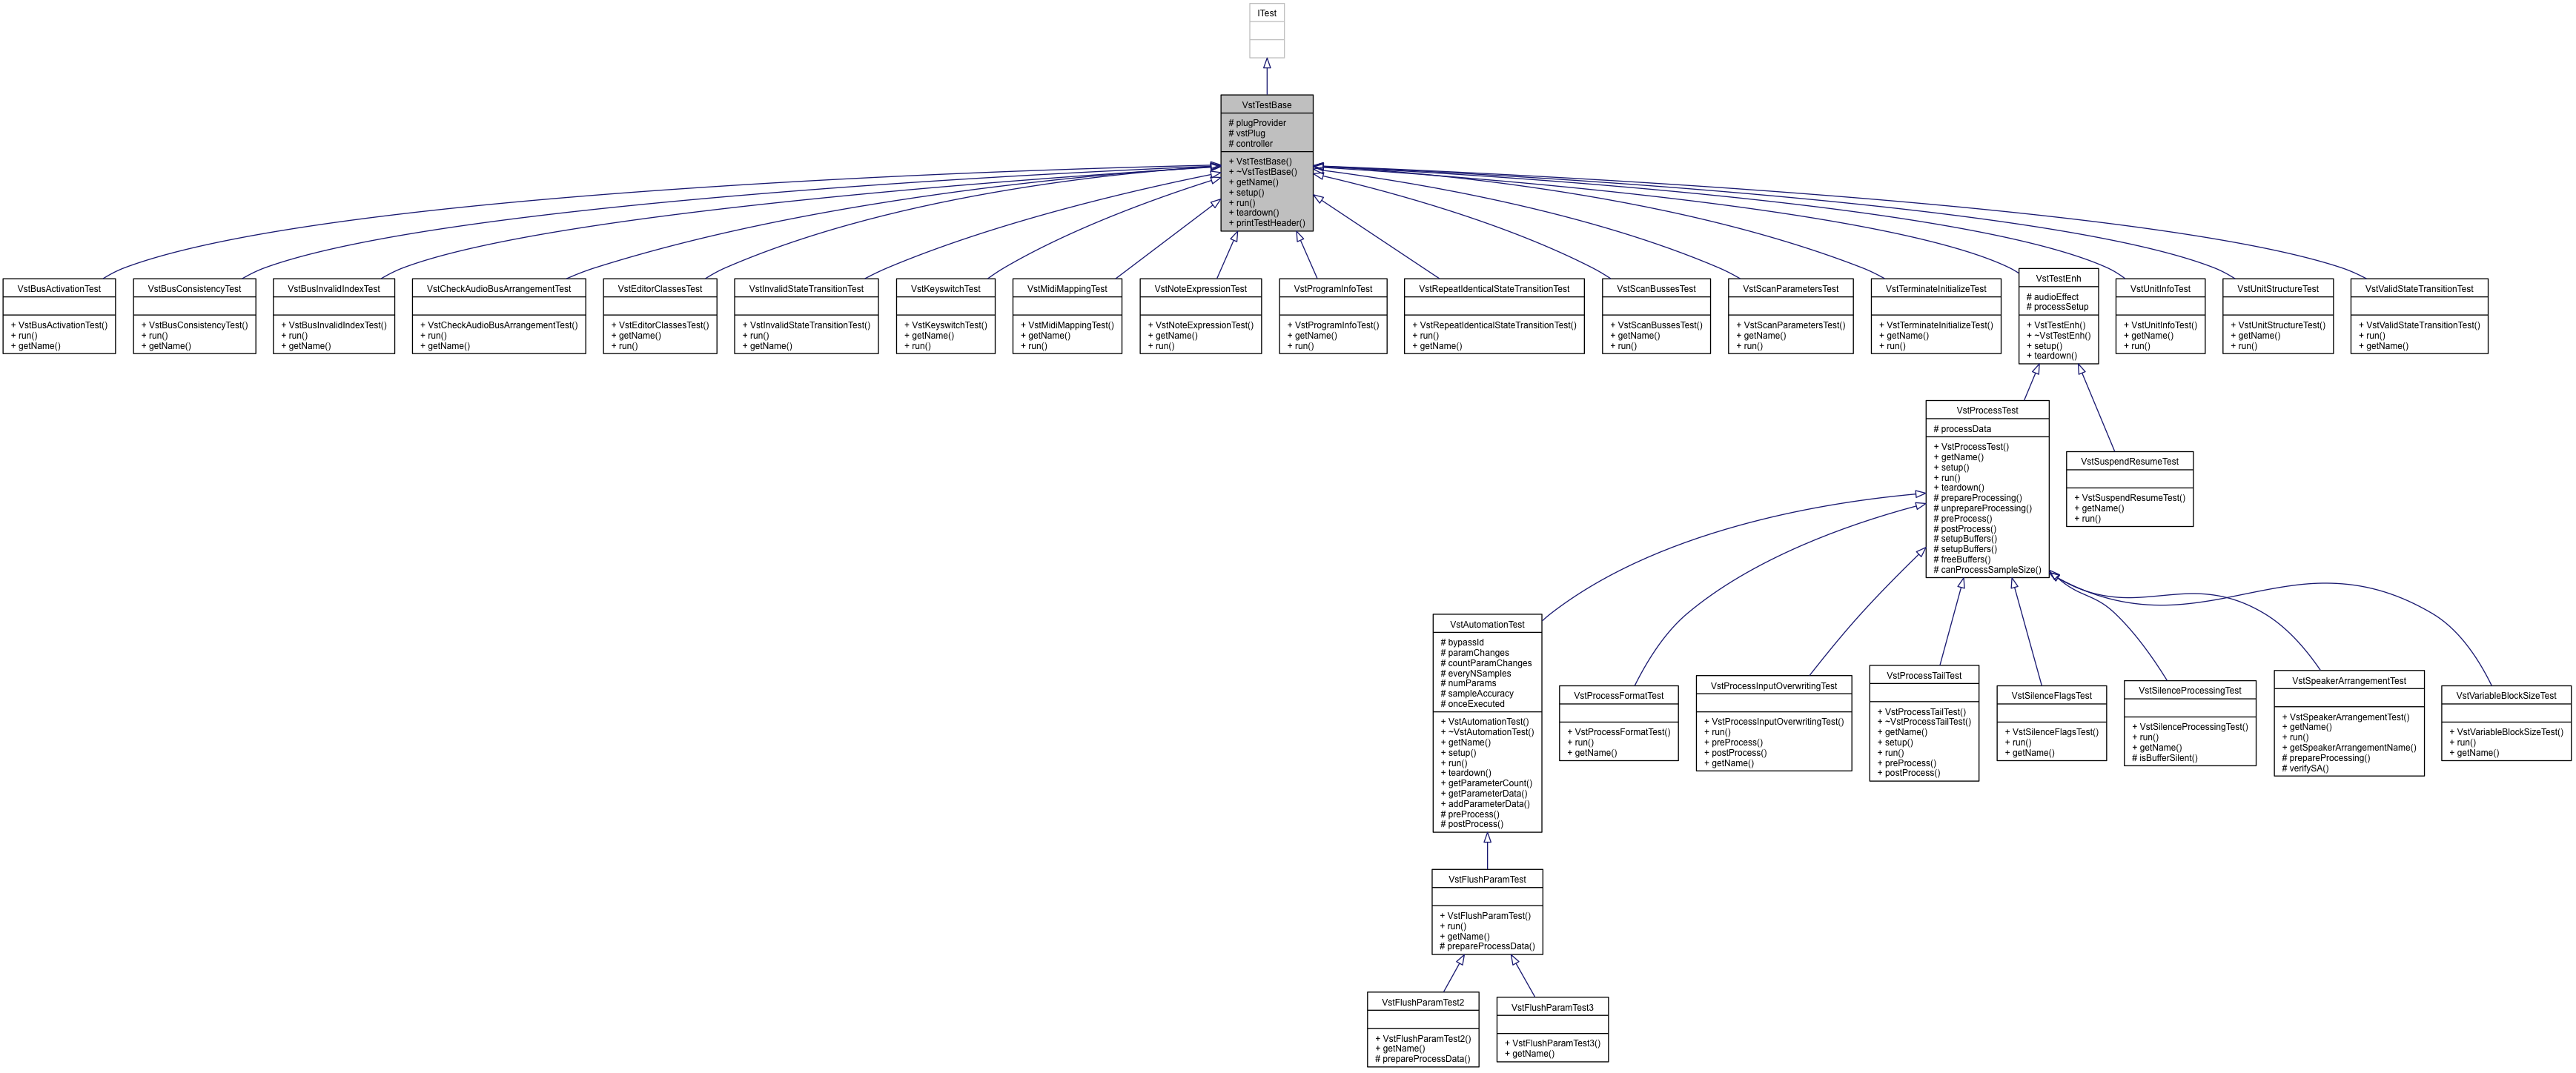 ITest
VstTestBase
# plugProvider
# vstPlug
# controller
+ VstTestBase()
+ ~VstTestBase()
+ getName()
+ setup()
+ run()
+ teardown()
+ printTestHeader()
VstBusActivationTest
+ VstBusActivationTest()
+ run()
+ getName()
VstBusConsistencyTest
+ VstBusConsistencyTest()
+ run()
+ getName()
VstBusInvalidIndexTest
+ VstBusInvalidIndexTest()
+ run()
+ getName()
VstCheckAudioBusArrangementTest
+ VstCheckAudioBusArrangementTest()
+ run()
+ getName()
VstEditorClassesTest
+ VstEditorClassesTest()
+ getName()
+ run()
VstInvalidStateTransitionTest
+ VstInvalidStateTransitionTest()
+ run()
+ getName()
VstKeyswitchTest
+ VstKeyswitchTest()
+ getName()
+ run()
VstMidiMappingTest
+ VstMidiMappingTest()
+ getName()
+ run()
VstNoteExpressionTest
+ VstNoteExpressionTest()
+ getName()
+ run()
VstProgramInfoTest
+ VstProgramInfoTest()
+ getName()
+ run()
VstRepeatIdenticalStateTransitionTest
+ VstRepeatIdenticalStateTransitionTest()
+ run()
+ getName()
VstScanBussesTest
+ VstScanBussesTest()
+ getName()
+ run()
VstScanParametersTest
+ VstScanParametersTest()
+ getName()
+ run()
VstTerminateInitializeTest
+ VstTerminateInitializeTest()
+ getName()
+ run()
VstTestEnh
# audioEffect
# processSetup
+ VstTestEnh()
+ ~VstTestEnh()
+ setup()
+ teardown()
VstUnitInfoTest
+ VstUnitInfoTest()
+ getName()
+ run()
VstUnitStructureTest
+ VstUnitStructureTest()
+ getName()
+ run()
VstValidStateTransitionTest
+ VstValidStateTransitionTest()
+ run()
+ getName()
VstProcessTest
# processData
+ VstProcessTest()
+ getName()
+ setup()
+ run()
+ teardown()
# prepareProcessing()
# unprepareProcessing()
# preProcess()
# postProcess()
# setupBuffers()
# setupBuffers()
# freeBuffers()
# canProcessSampleSize()
VstSuspendResumeTest
+ VstSuspendResumeTest()
+ getName()
+ run()
VstAutomationTest
# bypassId
# paramChanges
# countParamChanges
# everyNSamples
# numParams
# sampleAccuracy
# onceExecuted
+ VstAutomationTest()
+ ~VstAutomationTest()
+ getName()
+ setup()
+ run()
+ teardown()
+ getParameterCount()
+ getParameterData()
+ addParameterData()
# preProcess()
# postProcess()
VstProcessFormatTest
+ VstProcessFormatTest()
+ run()
+ getName()
VstProcessInputOverwritingTest
+ VstProcessInputOverwritingTest()
+ run()
+ preProcess()
+ postProcess()
+ getName()
VstProcessTailTest
+ VstProcessTailTest()
+ ~VstProcessTailTest()
+ getName()
+ setup()
+ run()
+ preProcess()
+ postProcess()
VstSilenceFlagsTest
+ VstSilenceFlagsTest()
+ run()
+ getName()
VstSilenceProcessingTest
+ VstSilenceProcessingTest()
+ run()
+ getName()
# isBufferSilent()
VstSpeakerArrangementTest
+ VstSpeakerArrangementTest()
+ getName()
+ run()
+ getSpeakerArrangementName()
# prepareProcessing()
# verifySA()
VstVariableBlockSizeTest
+ VstVariableBlockSizeTest()
+ run()
+ getName()
VstFlushParamTest
+ VstFlushParamTest()
+ run()
+ getName()
# prepareProcessData()
VstFlushParamTest2
+ VstFlushParamTest2()
+ getName()
# prepareProcessData()
VstFlushParamTest3
+ VstFlushParamTest3()
+ getName()